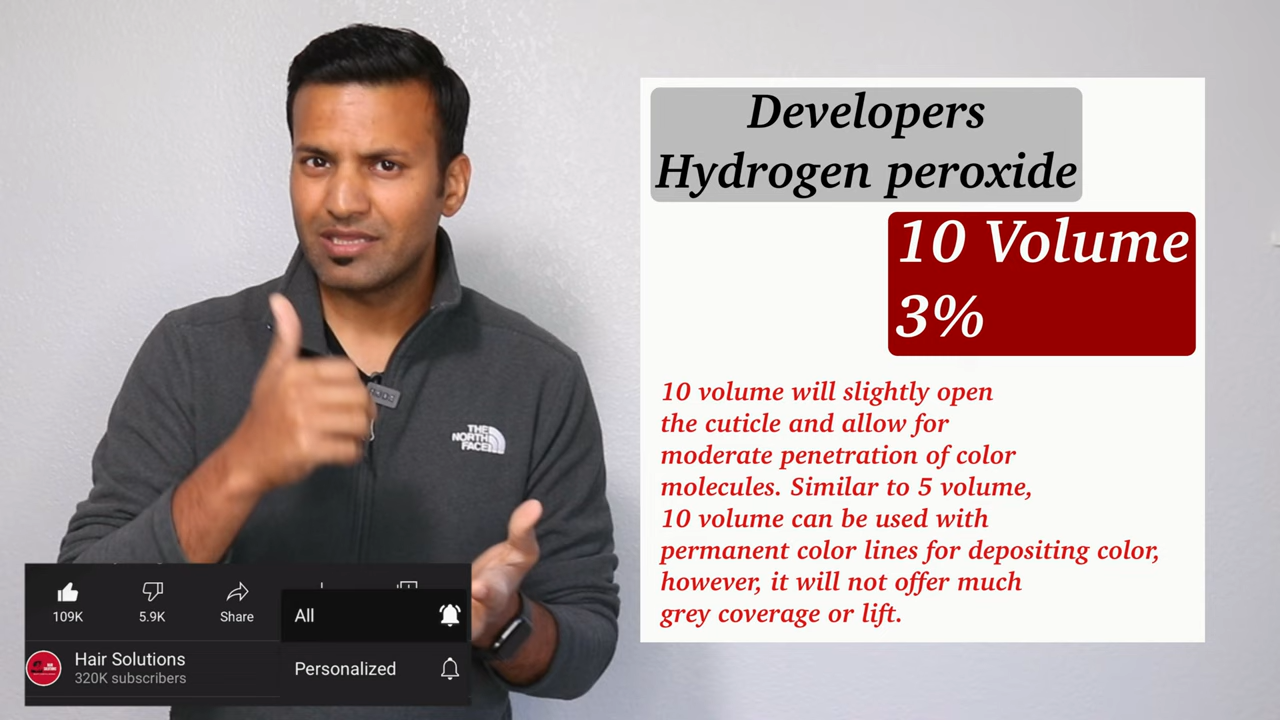 Developers
Hydrogen peroxide
10 Volume
3%
10 volume will slightly open
the cuticle and allow for
moderate penetration of color
molecules. Similar to 5 volume,
10 volume can be used with
permanent color lines for depositing color,
however, it will not offer much
grey coverage or lift.
THE
NORTH
FACE
109K
5.9K
Share
All
Hair Solutions
320K subscribers
Personalized